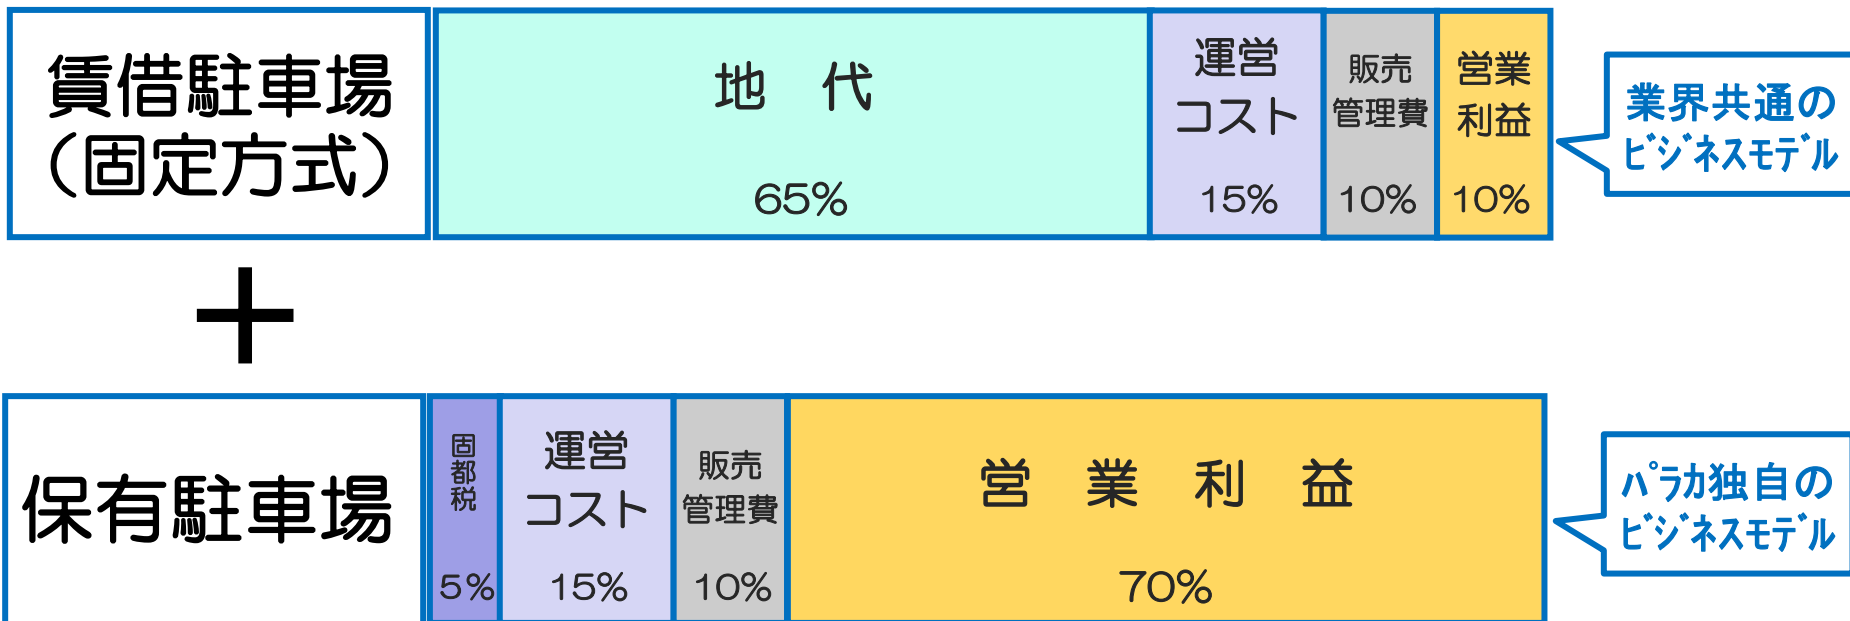 賃借駐車場
（固定方式）
地 代
65%
運営
コスト
15%
販売
管理費
10%
営業
利益
10%
業界共通の
ﾋﾞｼﾞﾈｽﾓﾃﾞﾙ
＋
保有駐車場
固都税
5%
運営
コスト
15%
販売
管理費
10%
営 業 利 益
70%
ﾊﾟﾗｶ独自の
ﾋﾞｼﾞﾈｽﾓﾃﾞﾙ